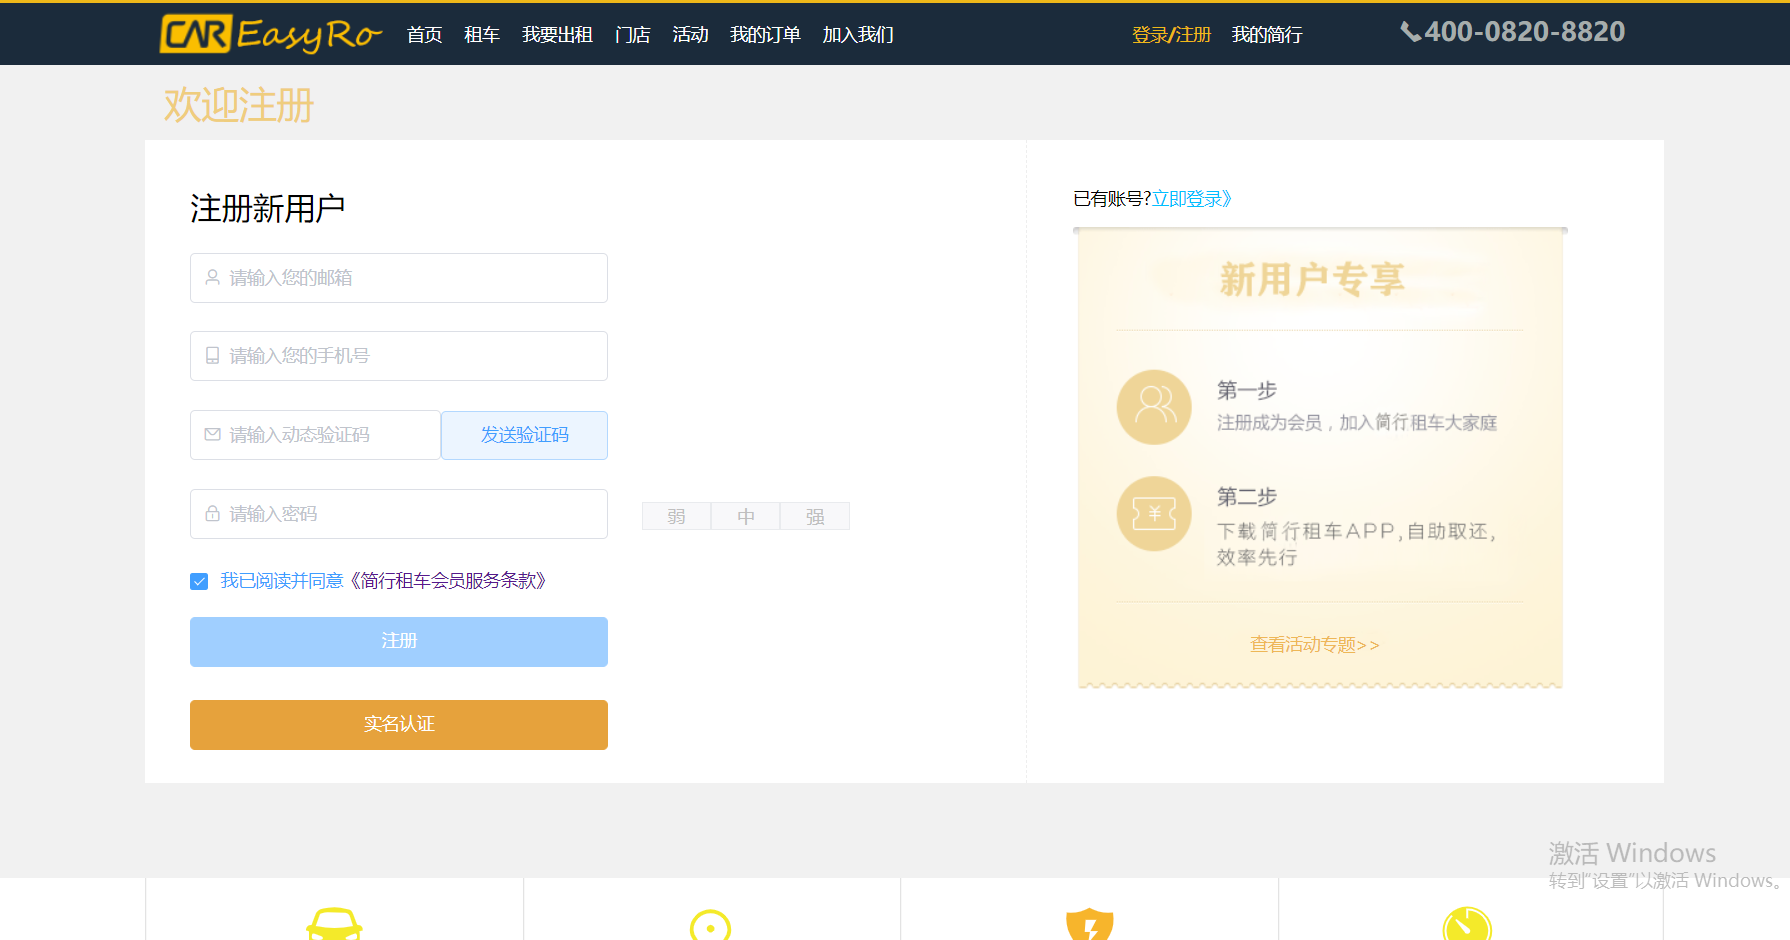 CAR EasyRo 首页 租车 我要出租 门店 活动 我的订单 加入我们 登录/注册 我的简行 400-0820-8820
欢迎注册
注册新用户
请输入您的邮箱
请输入您的手机号
请输入动态验证码 发送验证码
请输入密码 弱 中 强
我已阅读并同意《简行租车会员服务条款》
注册
实名认证
已有账号?立即登录》
新用户专享
第一步
注册成为会员，加入简行租车大家庭
第二步
下载简行租车APP,自助取还,
效率先行
查看活动专题>>
激活 Windows
转到"设置"以激活 Windows。